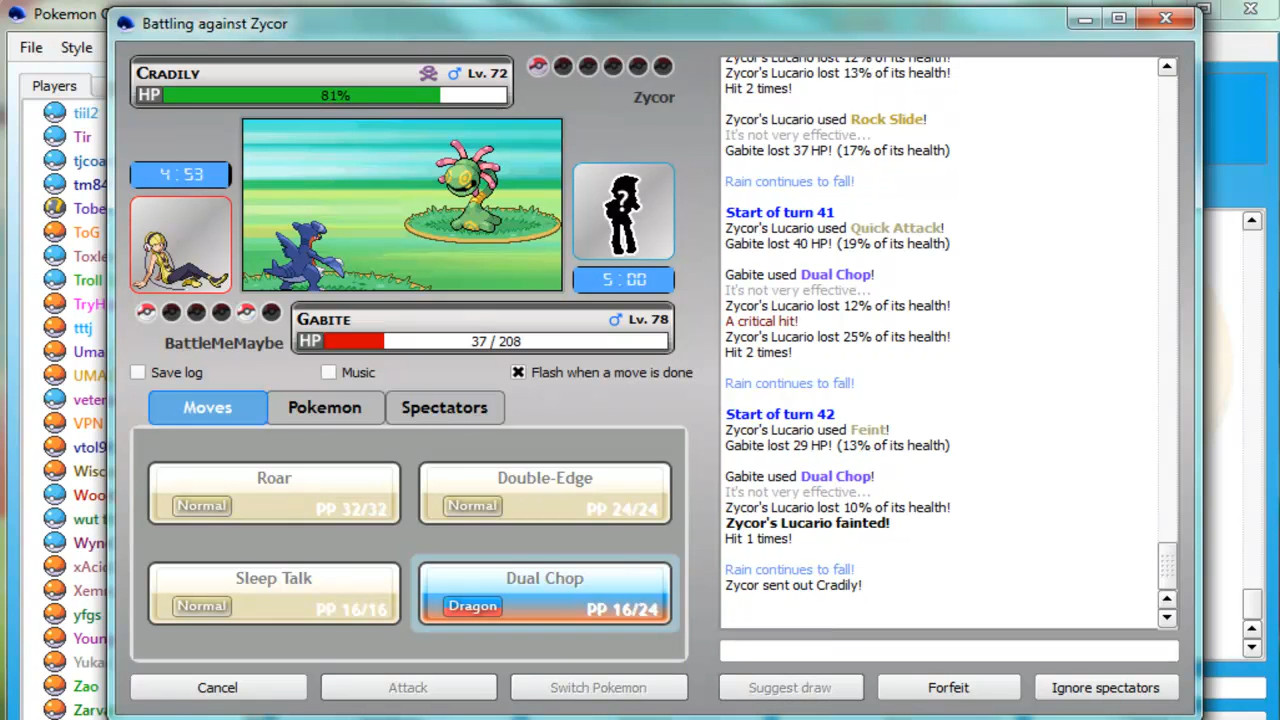 Pokemon O
Battling against Zycor
File Style
Players
tiil2
Tir
tjcoa
tm84
Tobe
ToG
Toxle
Troll
TryH
tttj
Uma
UMA
veter
VPN
vtol9
Wisc
Woo
wut t
Wyn
xAcid
Xem
yfgs
Youn
Yuka
Zao
Zarv
CRADILY ♂ Lv. 72
HP 81%
Zycor
4:53
5:00
GABITE ♂ Lv. 78
HP 37 / 208
BattleMeMaybe
Save log Music Flash when a move is done
Moves Pokemon Spectators
Roar
Normal PP 32/32
Double-Edge
Normal PP 24/24
Sleep Talk
Normal PP 16/16
Dual Chop
Dragon PP 16/24
Cancel Attack Switch Pokemon
Zycor's Lucario lost 12% of its health!
Zycor's Lucario lost 13% of its health!
Hit 2 times!
Zycor's Lucario used Rock Slide!
It's not very effective...
Gabite lost 37 HP! (17% of its health)
Rain continues to fall!
Start of turn 41
Zycor's Lucario used Quick Attack!
Gabite lost 40 HP! (19% of its health)
Gabite used Dual Chop!
It's not very effective...
Zycor's Lucario lost 12% of its health!
A critical hit!
Zycor's Lucario lost 25% of its health!
Hit 2 times!
Rain continues to fall!
Start of turn 42
Zycor's Lucario used Feint!
Gabite lost 29 HP! (13% of its health)
Gabite used Dual Chop!
It's not very effective...
Zycor's Lucario lost 10% of its health!
Zycor's Lucario fainted!
Hit 1 times!
Rain continues to fall!
Zycor sent out Cradily!
Suggest draw Forfeit Ignore spectators